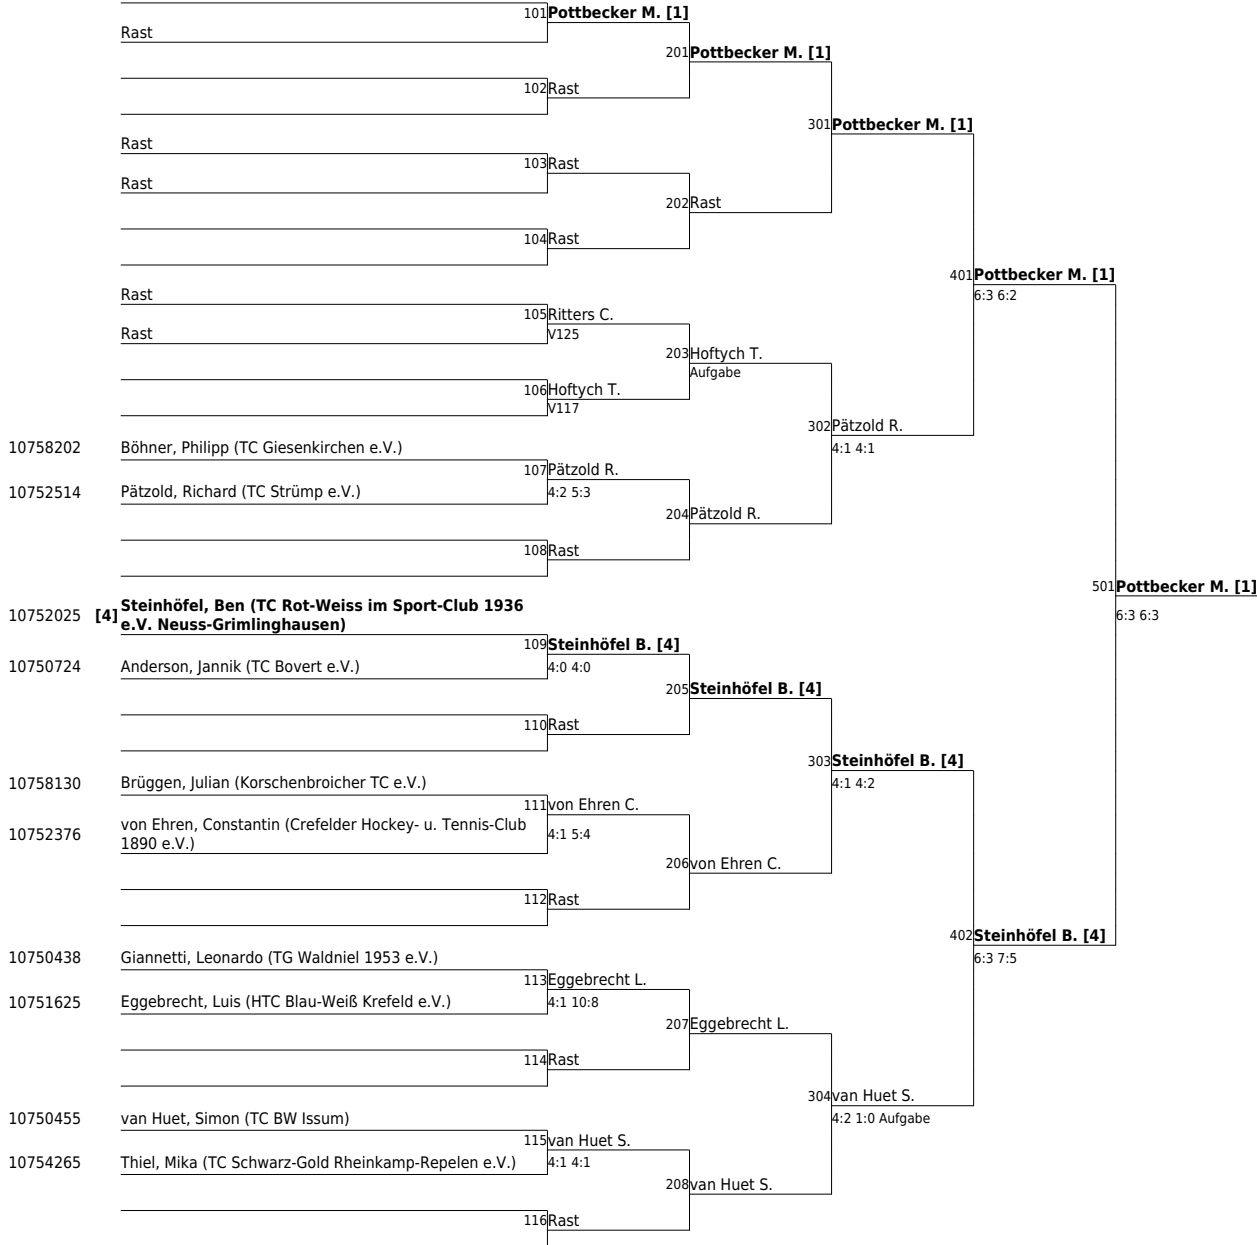 101 Pottbecker M. [1]
Rast
201 Pottbecker M. [1]
102 Rast
301 Pottbecker M. [1]
Rast
103 Rast
Rast
202 Rast
104 Rast
401 Pottbecker M. [1]
6:3 6:2
Rast
105 Ritters C.
V125
Rast
203 Hoftych T.
Aufgabe
106 Hoftych T.
V117
302 Pätzold R.
4:1 4:1
10758202 Böhner, Philipp (TC Giesenkirchen e.V.)
107 Pätzold R.
4:2 5:3
10752514 Pätzold, Richard (TC Strümp e.V.)
204 Pätzold R.
108 Rast
501 Pottbecker M. [1]
6:3 6:3
10752025 [4] Steinhöfel, Ben (TC Rot-Weiss im Sport-Club 1936
e.V. Neuss-Grimlinghausen)
109 Steinhöfel B. [4]
4:0 4:0
10750724 Anderson, Jannik (TC Bovert e.V.)
205 Steinhöfel B. [4]
110 Rast
303 Steinhöfel B. [4]
4:1 4:2
10758130 Brüggen, Julian (Korschenbroicher TC e.V.)
111 von Ehren C.
4:1 5:4
10752376 von Ehren, Constantin (Crefelder Hockey- u. Tennis-Club
1890 e.V.)
206 von Ehren C.
112 Rast
402 Steinhöfel B. [4]
6:3 7:5
10750438 Giannetti, Leonardo (TG Waldniel 1953 e.V.)
113 Eggebrecht L.
4:1 10:8
10751625 Eggebrecht, Luis (HTC Blau-Weiß Krefeld e.V.)
207 Eggebrecht L.
114 Rast
304 van Huet S.
4:2 1:0 Aufgabe
10750455 van Huet, Simon (TC BW Issum)
115 van Huet S.
4:1 4:1
10754265 Thiel, Mika (TC Schwarz-Gold Rheinkamp-Repelen e.V.)
208 van Huet S.
116 Rast